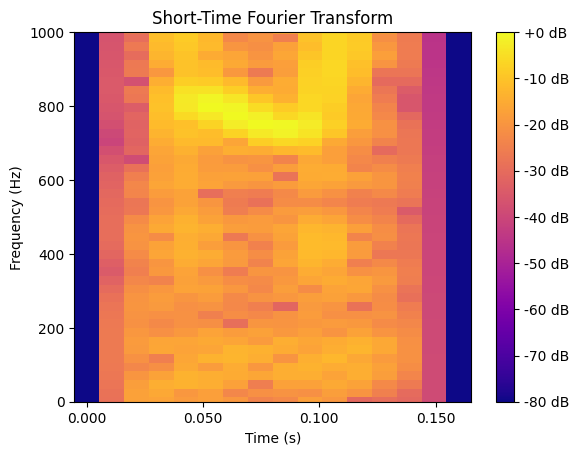 Short-Time Fourier Transform
1000
800
600
400
200
0
Frequency (Hz)
0.000
0.050
0.100
0.150
Time (s)
+0 dB
-10 dB
-20 dB
-30 dB
-40 dB
-50 dB
-60 dB
-70 dB
-80 dB